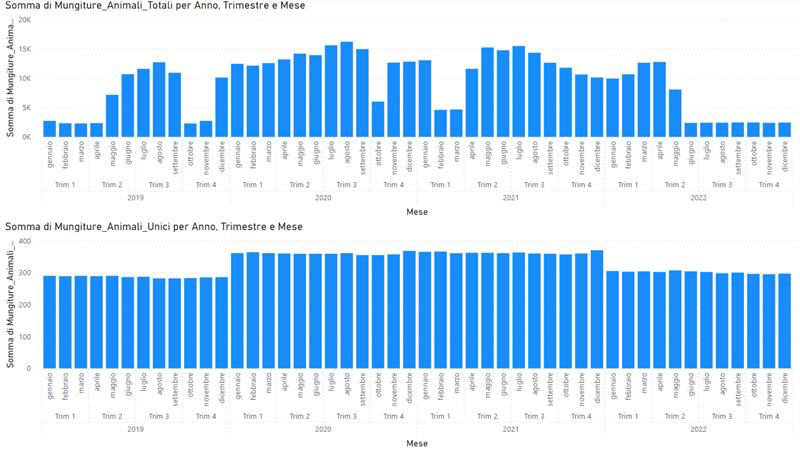 Somma di Mungiture_Animali_Totali per Anno, Trimestre e Mese
Somma di Mungiture_Anima...
20K
15K
10K
5K
0K
gennaio febbraio marzo aprile maggio giugno luglio agosto settembre ottobre novembre dicembre gennaio febbraio marzo aprile maggio giugno luglio agosto settembre ottobre novembre dicembre gennaio febbraio marzo aprile maggio giugno luglio agosto settembre ottobre novembre dicembre gennaio febbraio marzo aprile maggio giugno luglio agosto settembre ottobre novembre dicembre
Trim 1 Trim 2 Trim 3 Trim 4 Trim 1 Trim 2 Trim 3 Trim 4 Trim 1 Trim 2 Trim 3 Trim 4 Trim 1 Trim 2 Trim 3 Trim 4
2019 2020 2021 2022
Mese
Somma di Mungiture_Animali_Unici per Anno, Trimestre e Mese
Somma di Mungiture_Animali_...
400
300
200
100
0
gennaio febbraio marzo aprile maggio giugno luglio agosto settembre ottobre novembre dicembre gennaio febbraio marzo aprile maggio giugno luglio agosto settembre ottobre novembre dicembre gennaio febbraio marzo aprile maggio giugno luglio agosto settembre ottobre novembre dicembre gennaio febbraio marzo aprile maggio giugno luglio agosto settembre ottobre novembre dicembre
Trim 1 Trim 2 Trim 3 Trim 4 Trim 1 Trim 2 Trim 3 Trim 4 Trim 1 Trim 2 Trim 3 Trim 4 Trim 1 Trim 2 Trim 3 Trim 4
2019 2020 2021 2022
Mese